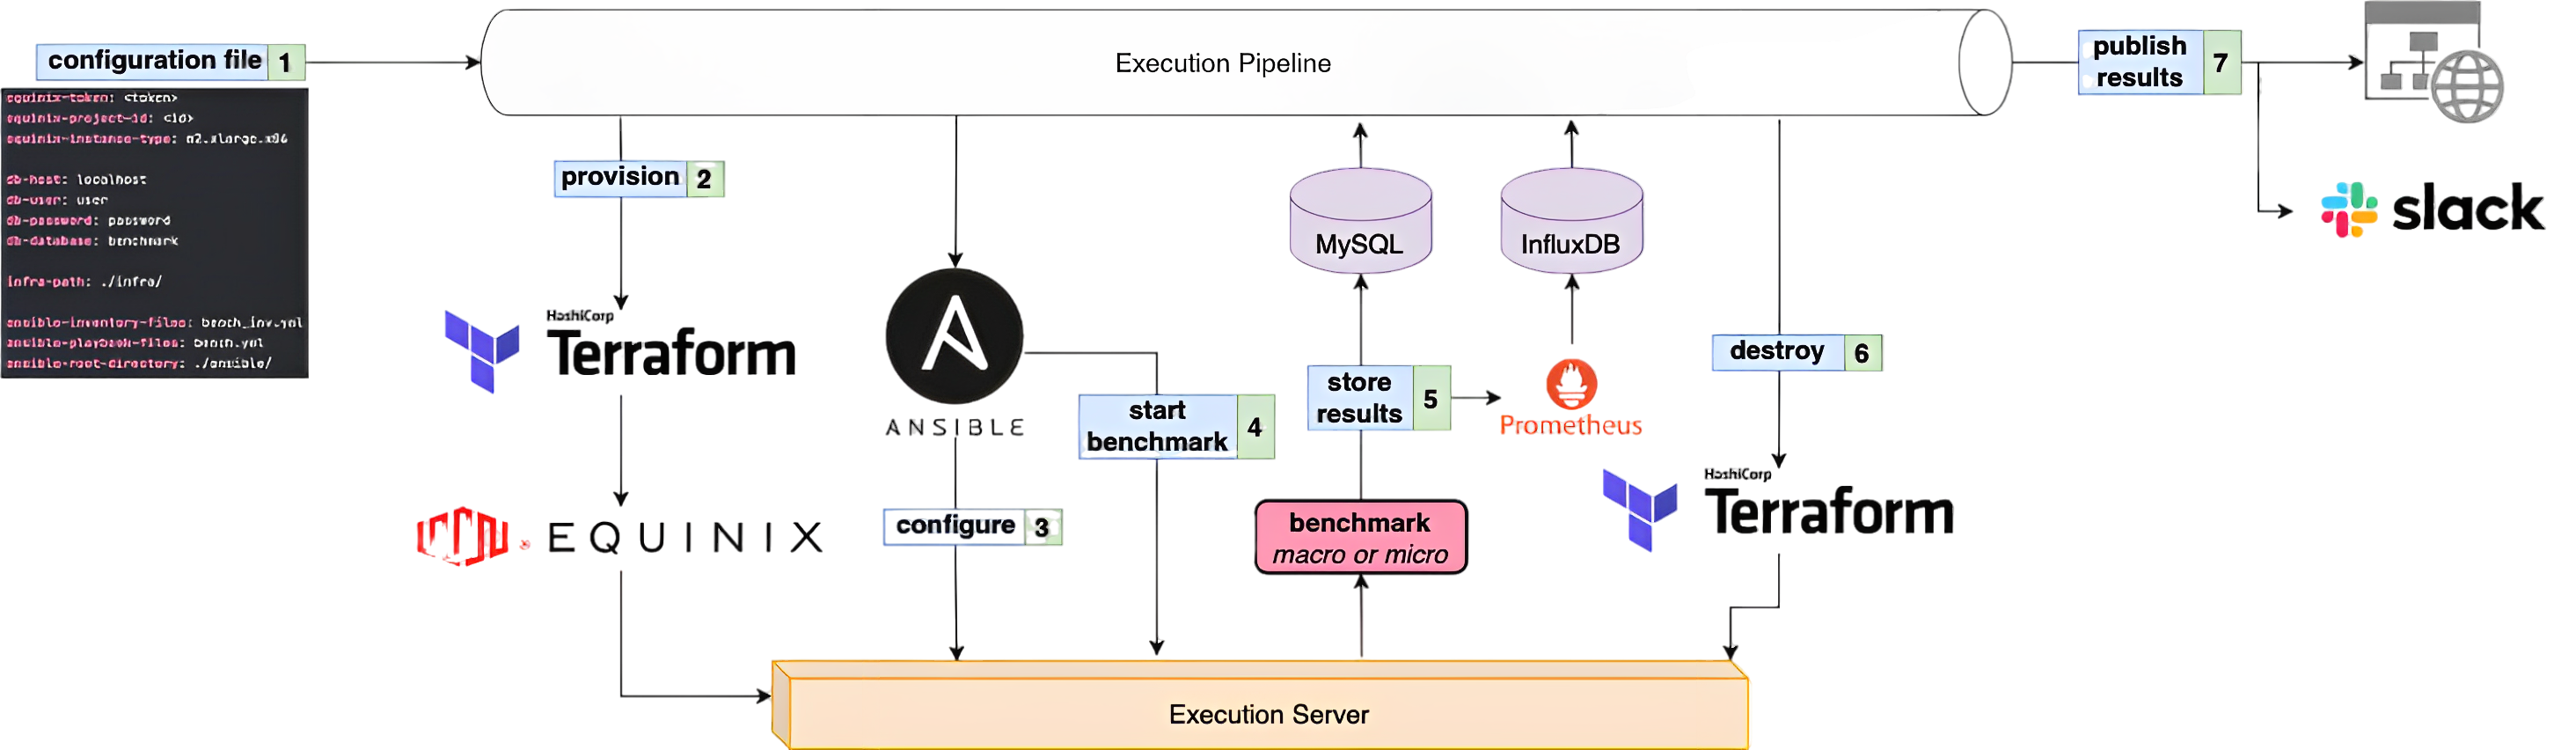 configuration file 1
equinix-token: <token>
equinix-project-id: <id>
equinix-instance-type: m2.xlarge.x86
db-host: localhost
db-user: user
db-password: password
db-database: benchmark
infra-path: ./infra/
ansible-inventory-files: bench_inv.yml
ansible-playbook-files: bench.yml
ansible-root-directory: ./ansible/
Execution Pipeline
publish
results
7
slack
provision 2
HashiCorp
Terraform
EQUINIX
ANSIBLE
configure 3
start
benchmark
4
MySQL
InfluxDB
store
results
5
Prometheus
benchmark
macro or micro
destroy 6
HashiCorp
Terraform
Execution Server